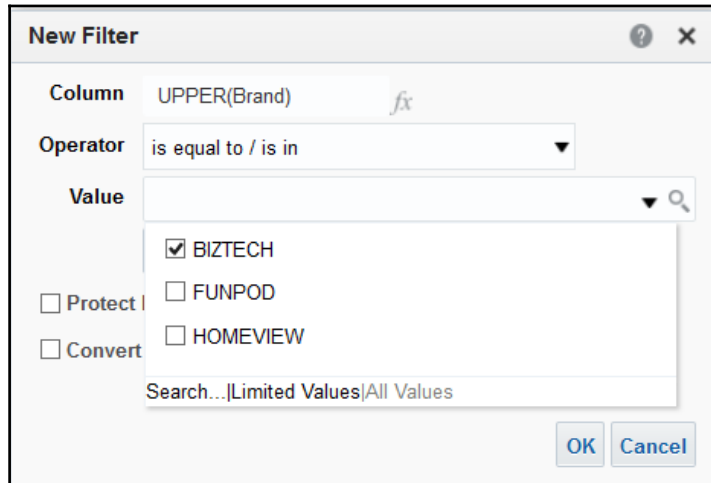 New Filter
Column UPPER(Brand) fx
Operator is equal to / is in
Value
BIZTECH
FUNPOD
Protect
HOMEVIEW
Convert
Search...|Limited Values|All Values
OK Cancel